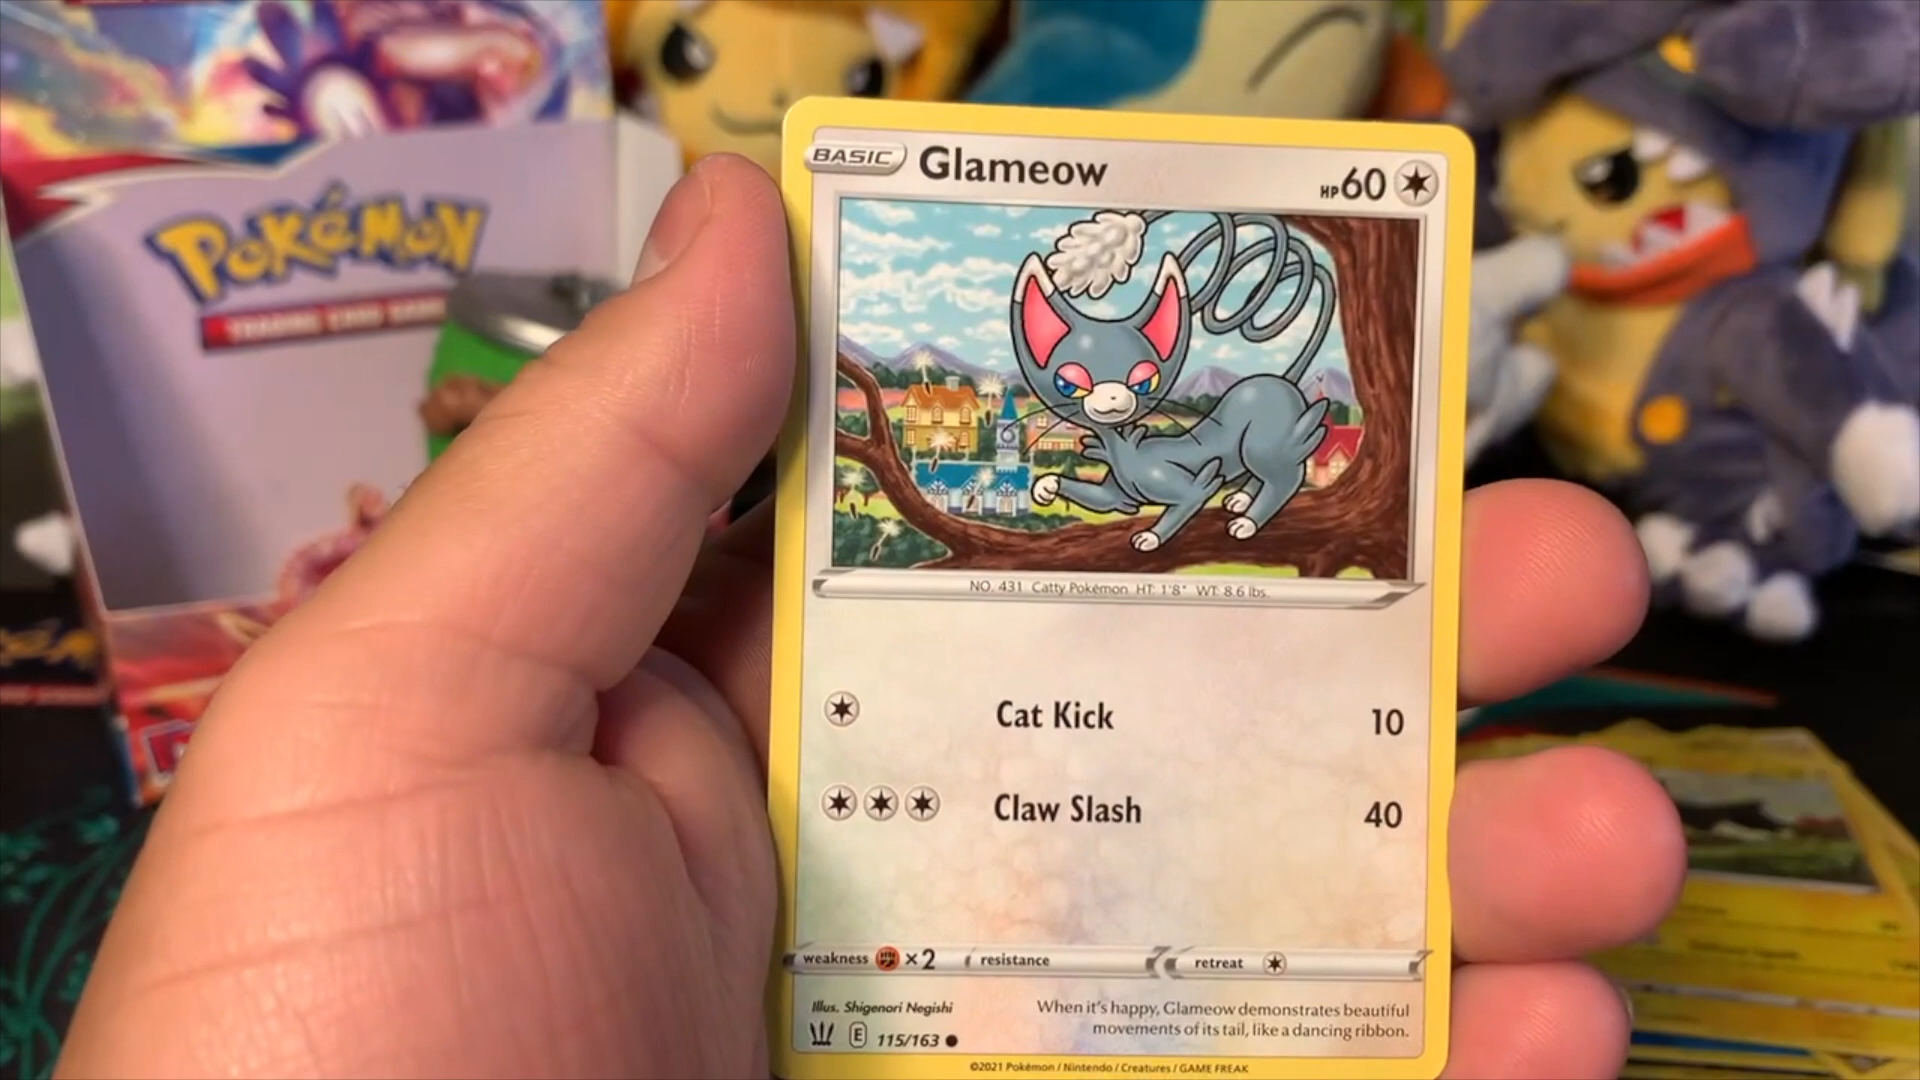 POKéMON
TRADING CARD GAME
BASIC Glameow HP 60
NO. 431 Catty Pokémon HT: 1'8" WT: 8.6 lbs.
Cat Kick 10
Claw Slash 40
weakness ×2 resistance retreat
Illus. Shigenori Negishi
When it's happy, Glameow demonstrates beautiful
movements of its tail, like a dancing ribbon.
E 115/163
©2021 Pokémon / Nintendo / Creatures / GAME FREAK